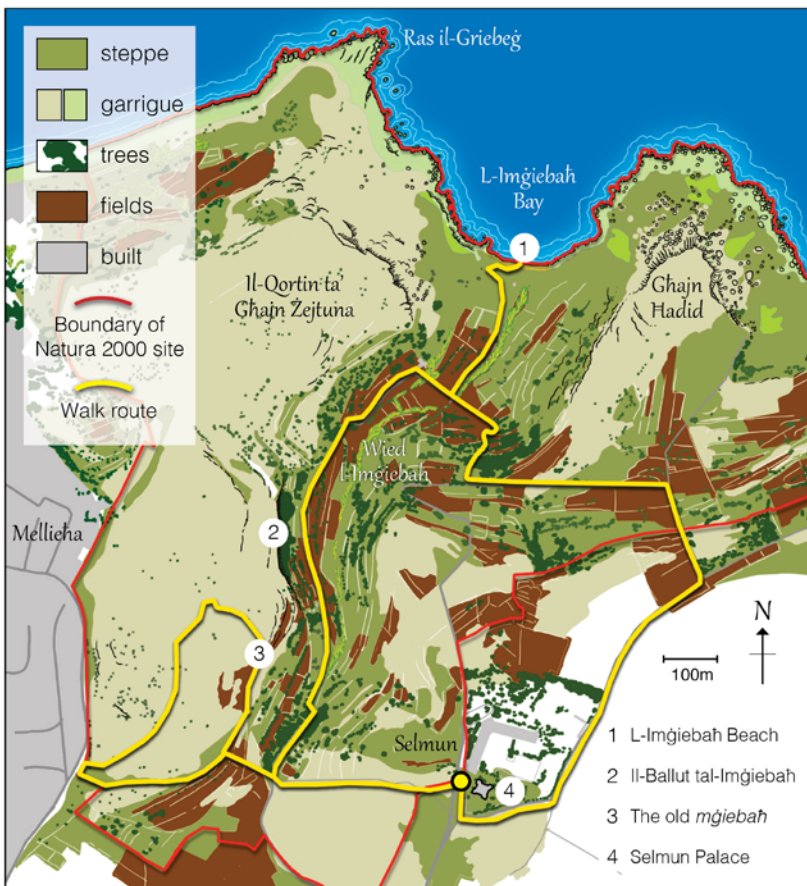 steppe
garrigue
trees
fields
built
Boundary of
Natura 2000 site
Walk route
Ras il-Griebeġ
L-Imġiebaħ
Bay
1
Il-Qortin ta'
Għajn Żejtuna
Għajn
Ħadid
Wied
l-Imġiebaħ
Mellieħa
2
3
N
100m
Selmun
4
1 L-Imġiebaħ Beach
2 Il-Ballut tal-Imġiebaħ
3 The old mġiebaħ
4 Selmun Palace